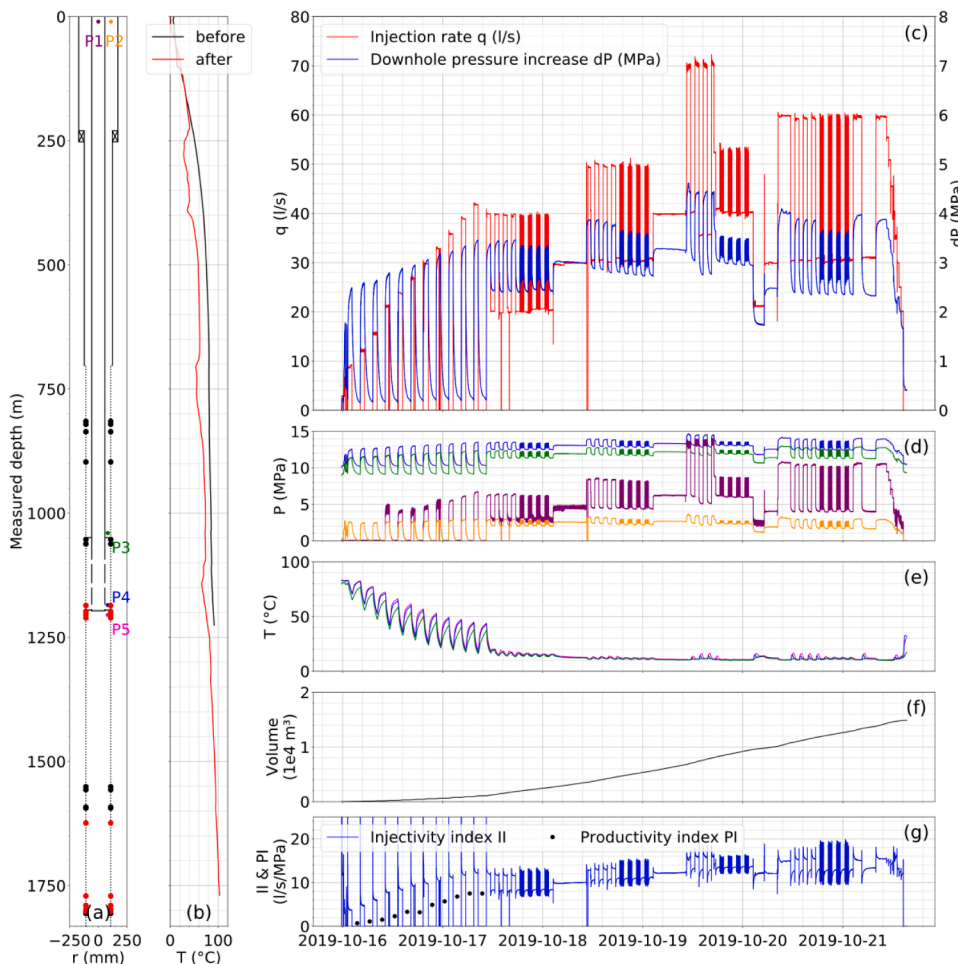 0
250
500
750
1000
1250
1500
1750
Measured depth (m)
P1
P2
P3
P4
P5
(a)
−250
250
r (mm)
before
after
(b)
0
100
T (°C)
Injection rate q (l/s)
Downhole pressure increase dP (MPa)
(c)
80
70
60
50
40
30
20
10
0
q (l/s)
8
7
6
5
4
3
2
1
0
dP (MPa)
15
10
5
0
P (MPa)
(d)
100
50
0
T (°C)
(e)
2
1
0
Volume
(1e4 m³)
(f)
Injectivity index II
Productivity index PI
(g)
20
10
0
II & PI
(l/s/MPa)
2019-10-16
2019-10-17
2019-10-18
2019-10-19
2019-10-20
2019-10-21